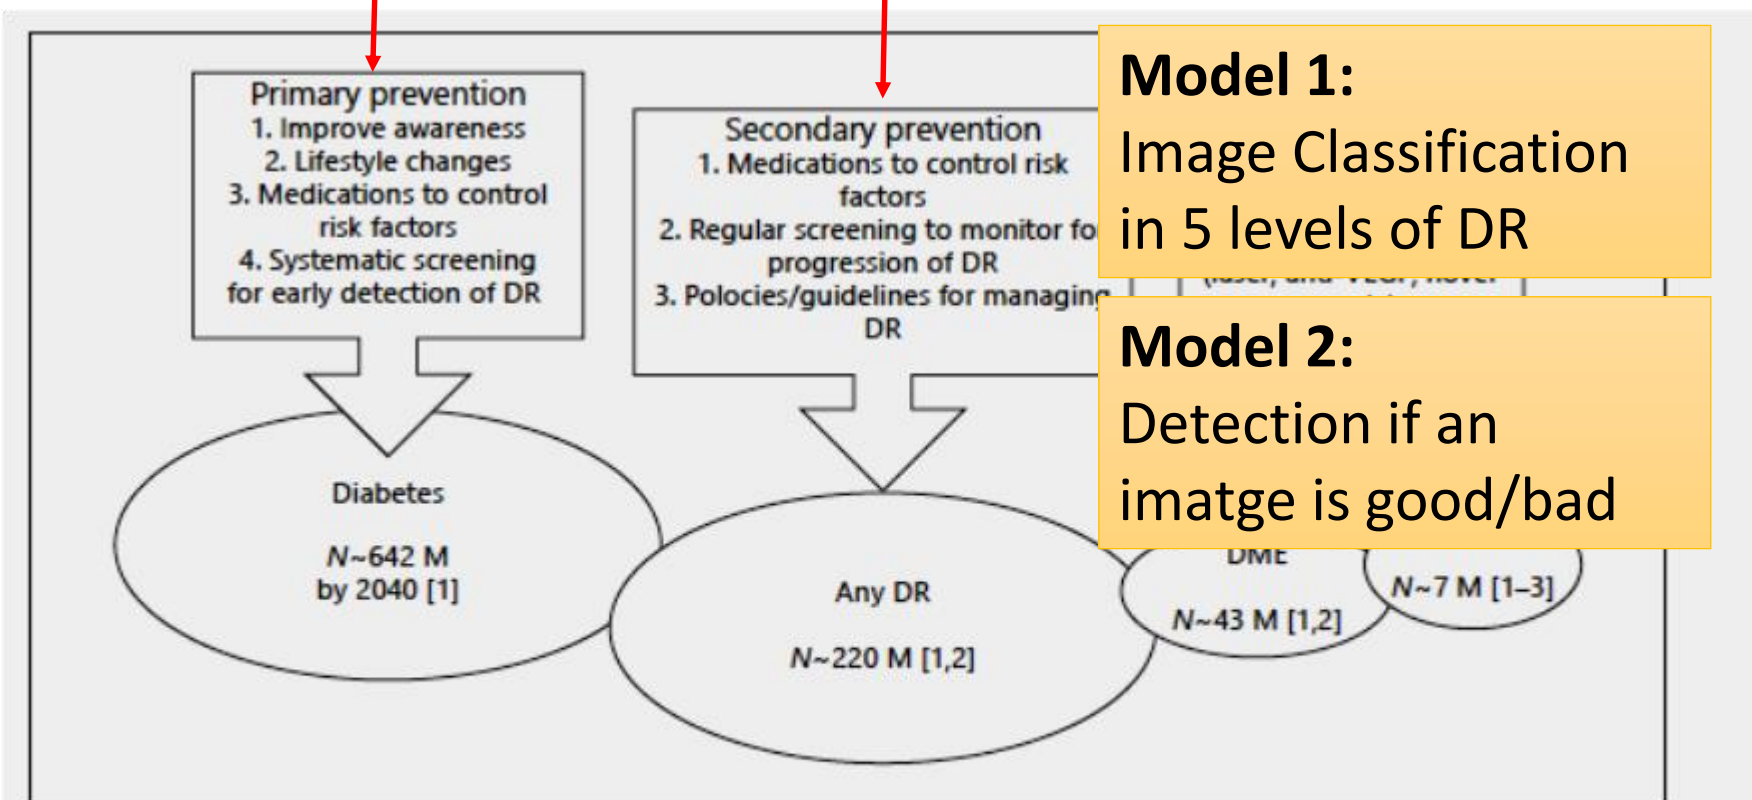 Primary prevention
1. Improve awareness
2. Lifestyle changes
3. Medications to control
risk factors
4. Systematic screening
for early detection of DR
Secondary prevention
1. Medications to control risk
factors
2. Regular screening to monitor fo
progression of DR
3. Polocies/guidelines for managing
DR
Model 1:
Image Classification
in 5 levels of DR
Model 2:
Detection if an
imatge is good/bad
Diabetes
N~642 M
by 2040 [1]
Any DR
N~220 M [1,2]
DME
N~43 M [1,2]
N~7 M [1–3]